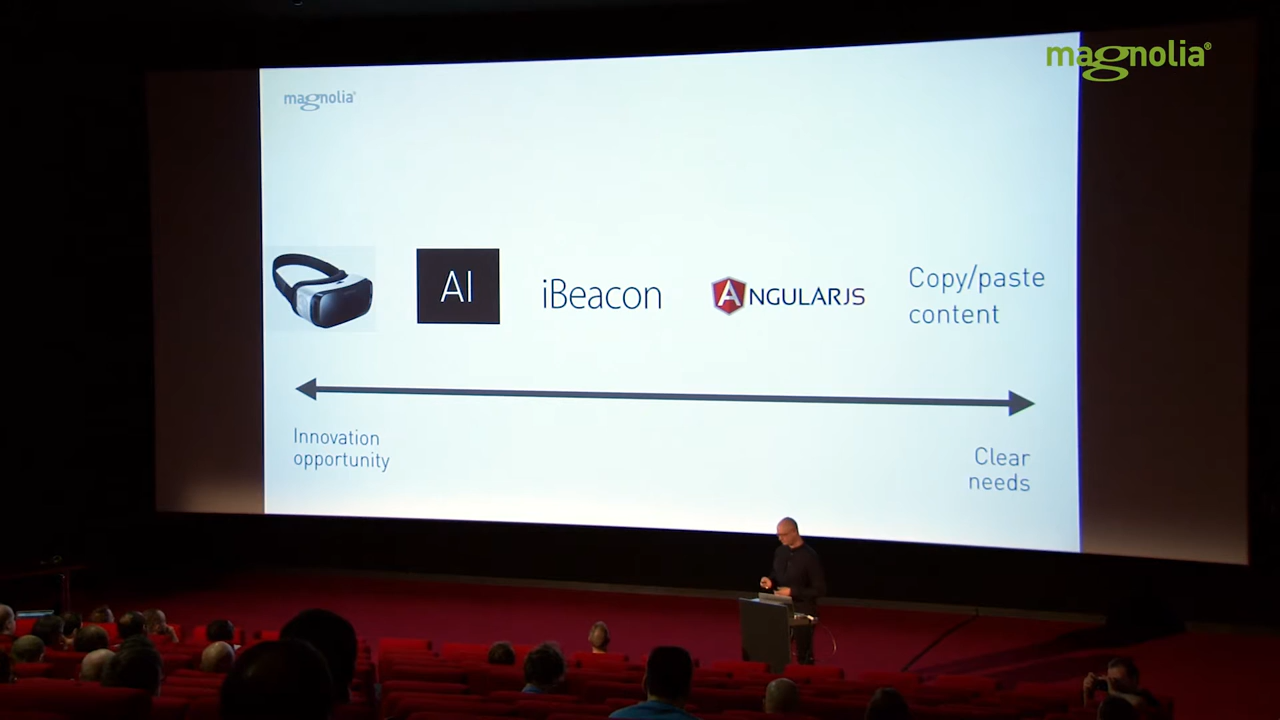 magnolia®
magnolia®
AI
iBeacon
ANGULARJS
Copy/paste
content
Innovation
opportunity
Clear
needs